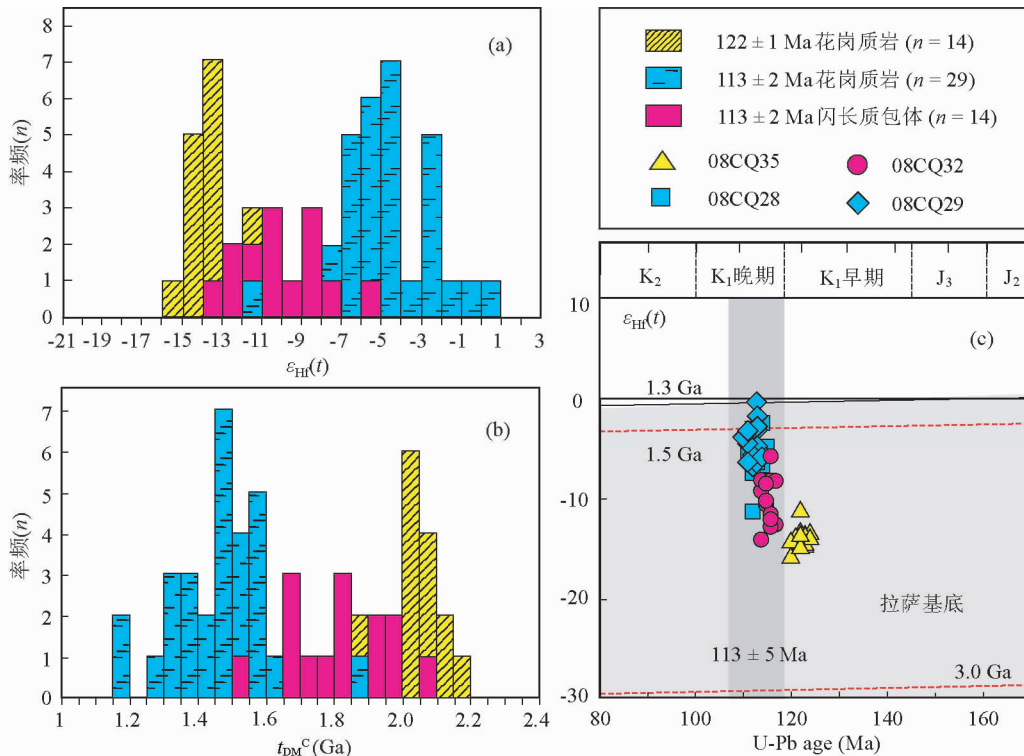 8
7
6
5
4
3
2
1
0
率频(n)
(a)
-21 -19 -17 -15 -13 -11 -9 -7 -5 -3 -1 1 3
εHf(t)
7
6
5
4
3
2
1
0
率频(n)
(b)
1 1.2 1.4 1.6 1.8 2.0 2.2 2.4
tDMC (Ga)
122 ± 1 Ma 花岗质岩 (n = 14)
113 ± 2 Ma 花岗质岩 (n = 29)
113 ± 2 Ma 闪长质包体 (n = 14)
08CQ35 08CQ32
08CQ28 08CQ29
K2 K1晚期 K1早期 J3 J2
10
0
-10
-20
-30
εHf(t)
(c)
1.3 Ga
1.5 Ga
拉萨基底
113 ± 5 Ma
3.0 Ga
80 100 120 140 160
U-Pb age (Ma)